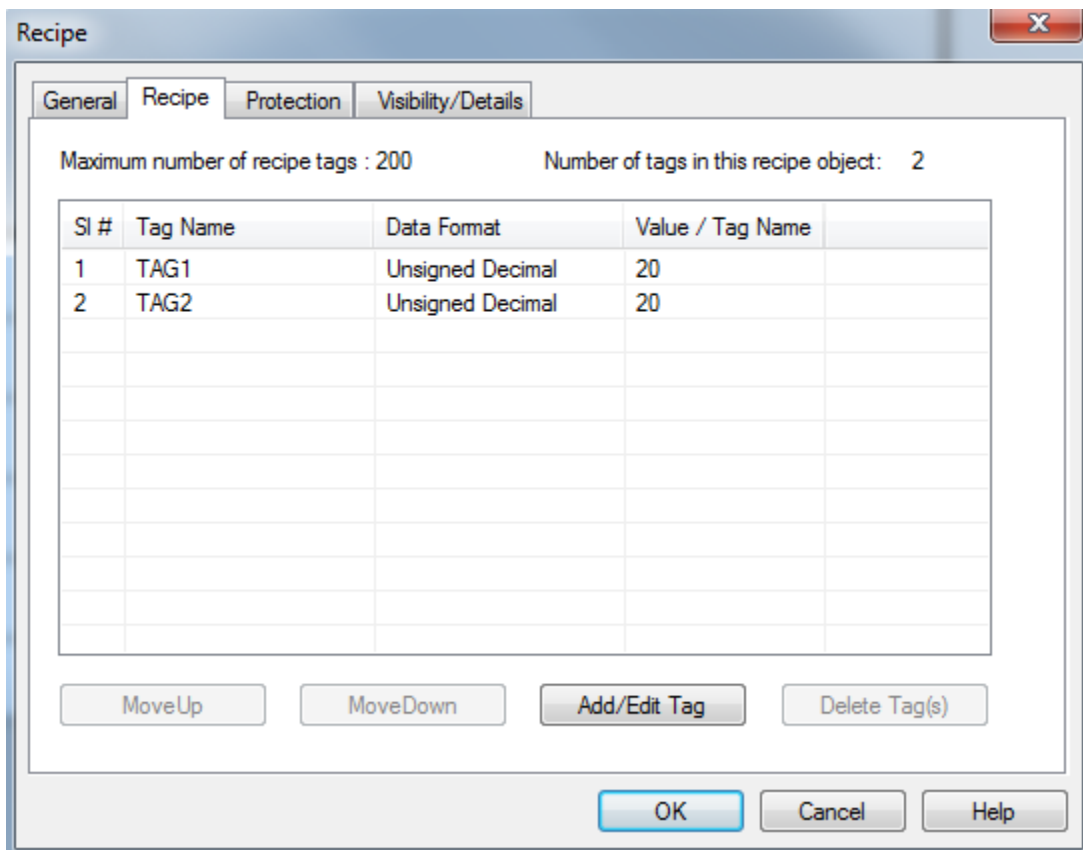 Recipe
General Recipe Protection Visibility/Details
Maximum number of recipe tags : 200 Number of tags in this recipe object: 2
Sl # Tag Name Data Format Value / Tag Name
1 TAG1 Unsigned Decimal 20
2 TAG2 Unsigned Decimal 20
MoveUp MoveDown Add/Edit Tag Delete Tag(s)
OK Cancel Help